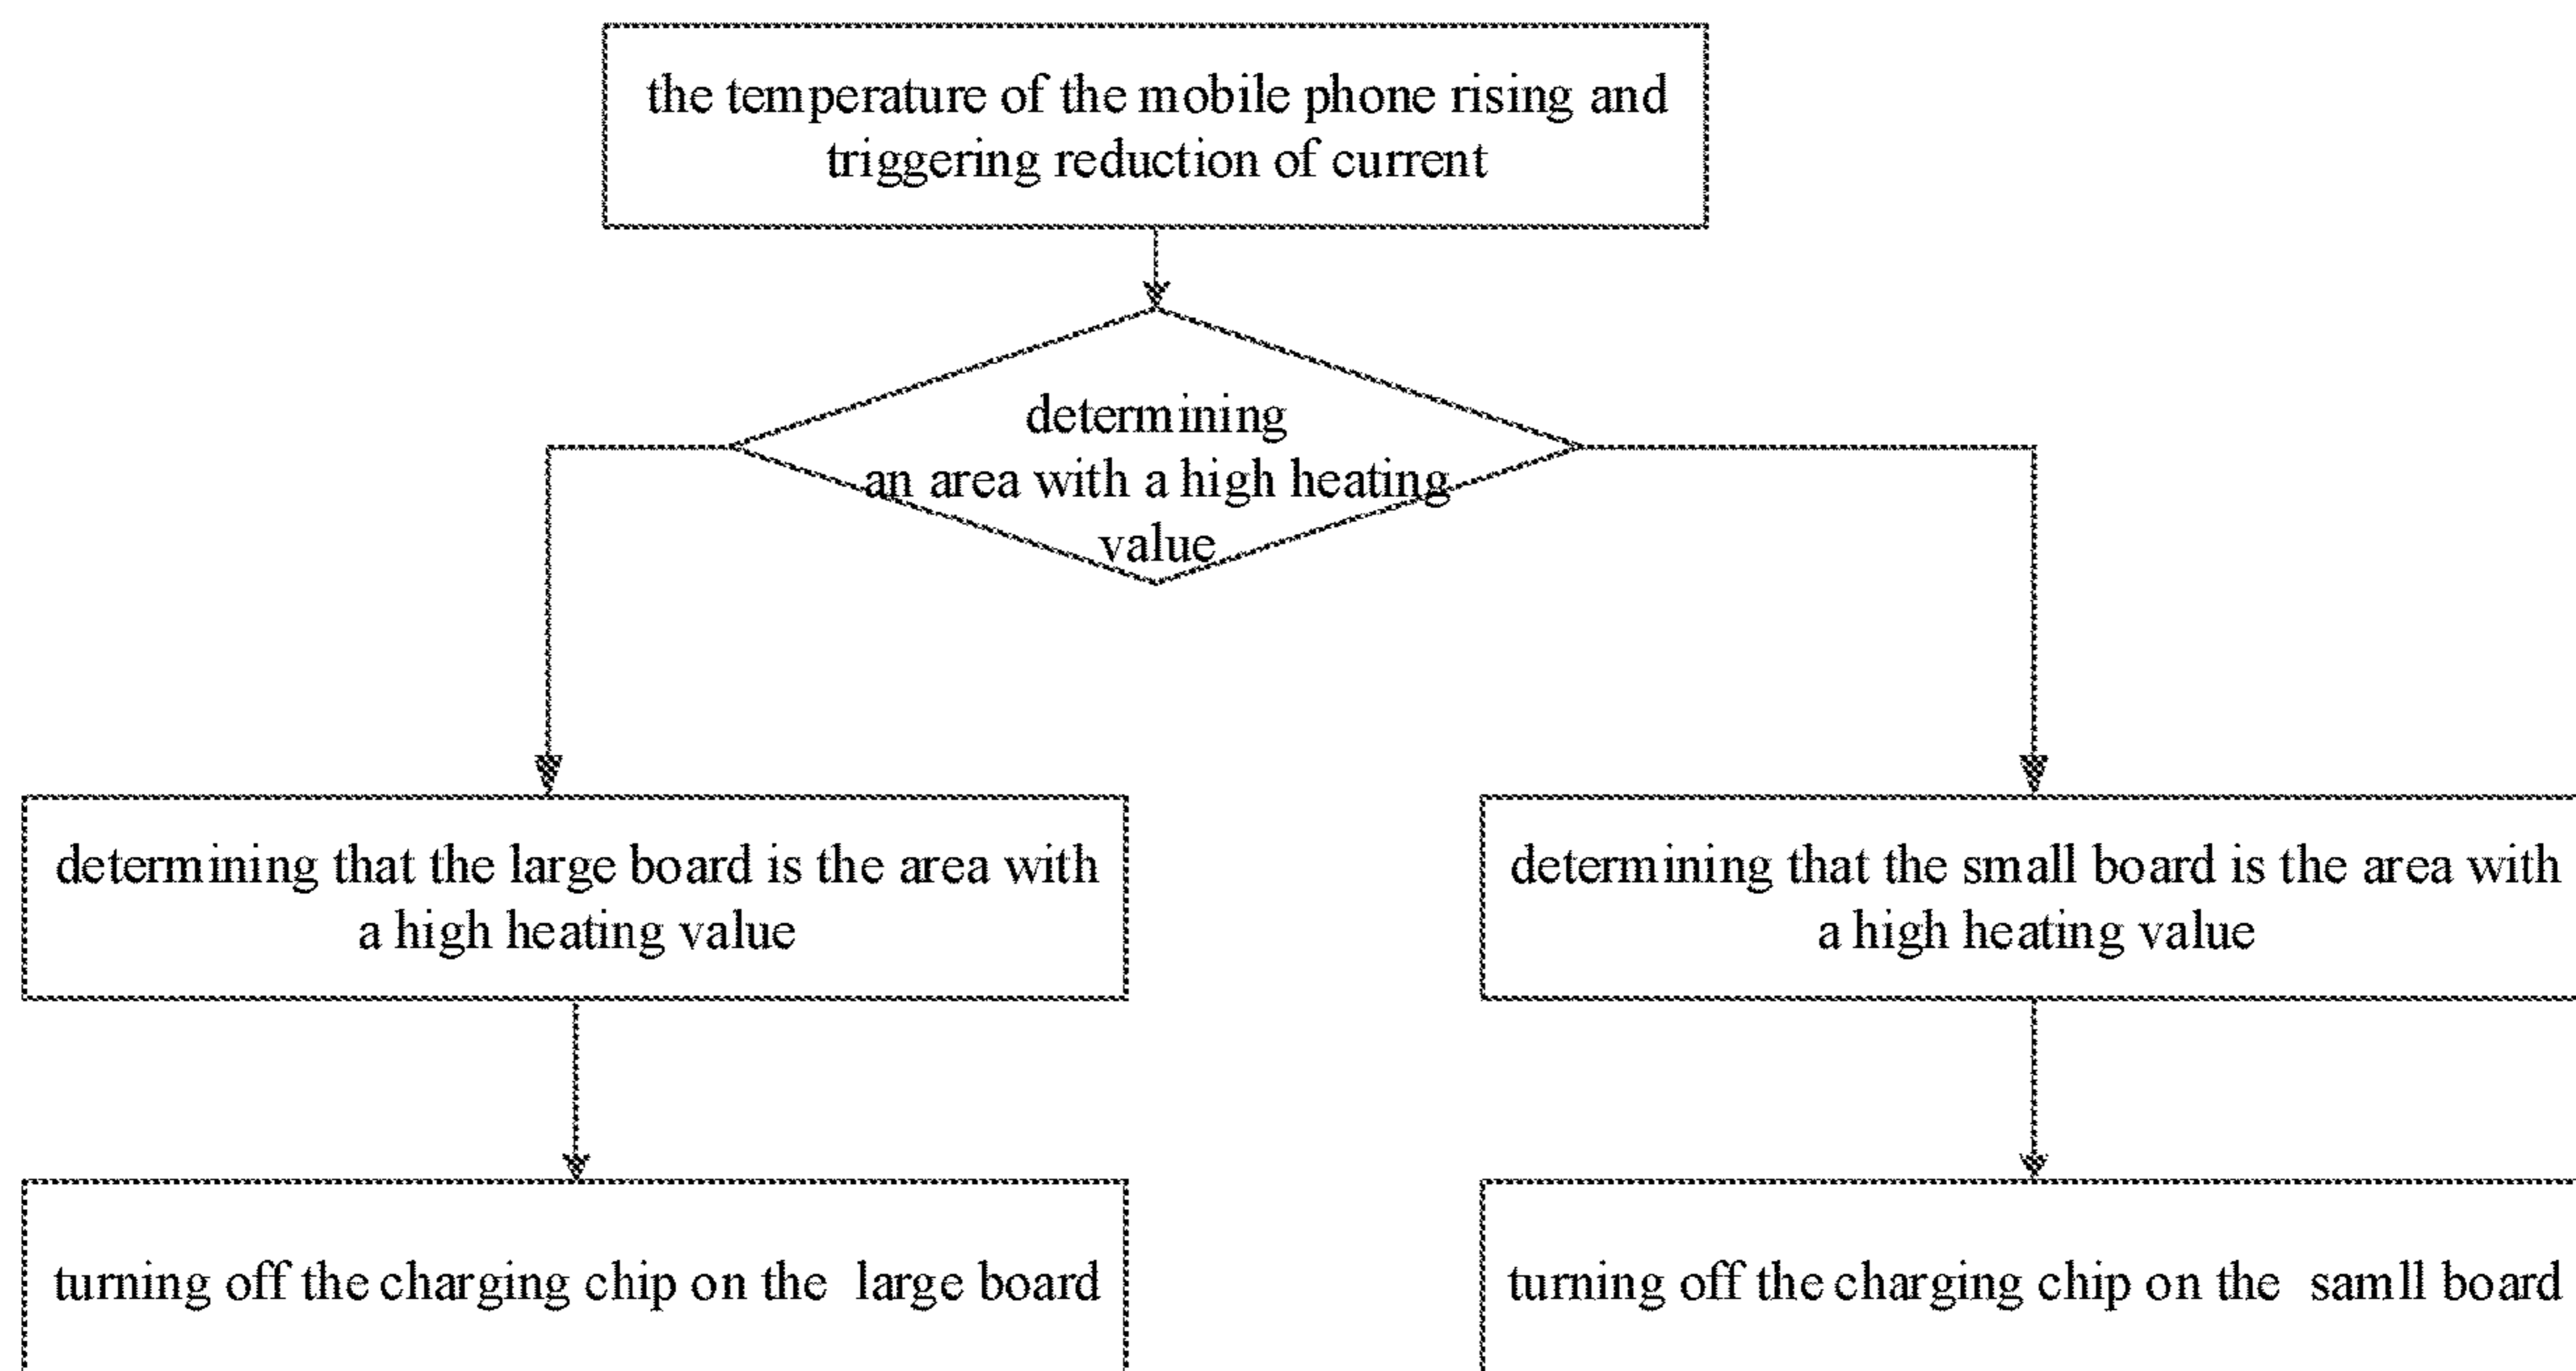 the temperature of the mobile phone rising and
triggering reduction of current
determining
an area with a high heating
value
determining that the large board is the area with
a high heating value
determining that the small board is the area with
a high heating value
turning off the charging chip on the large board
turning off the charging chip on the samll board